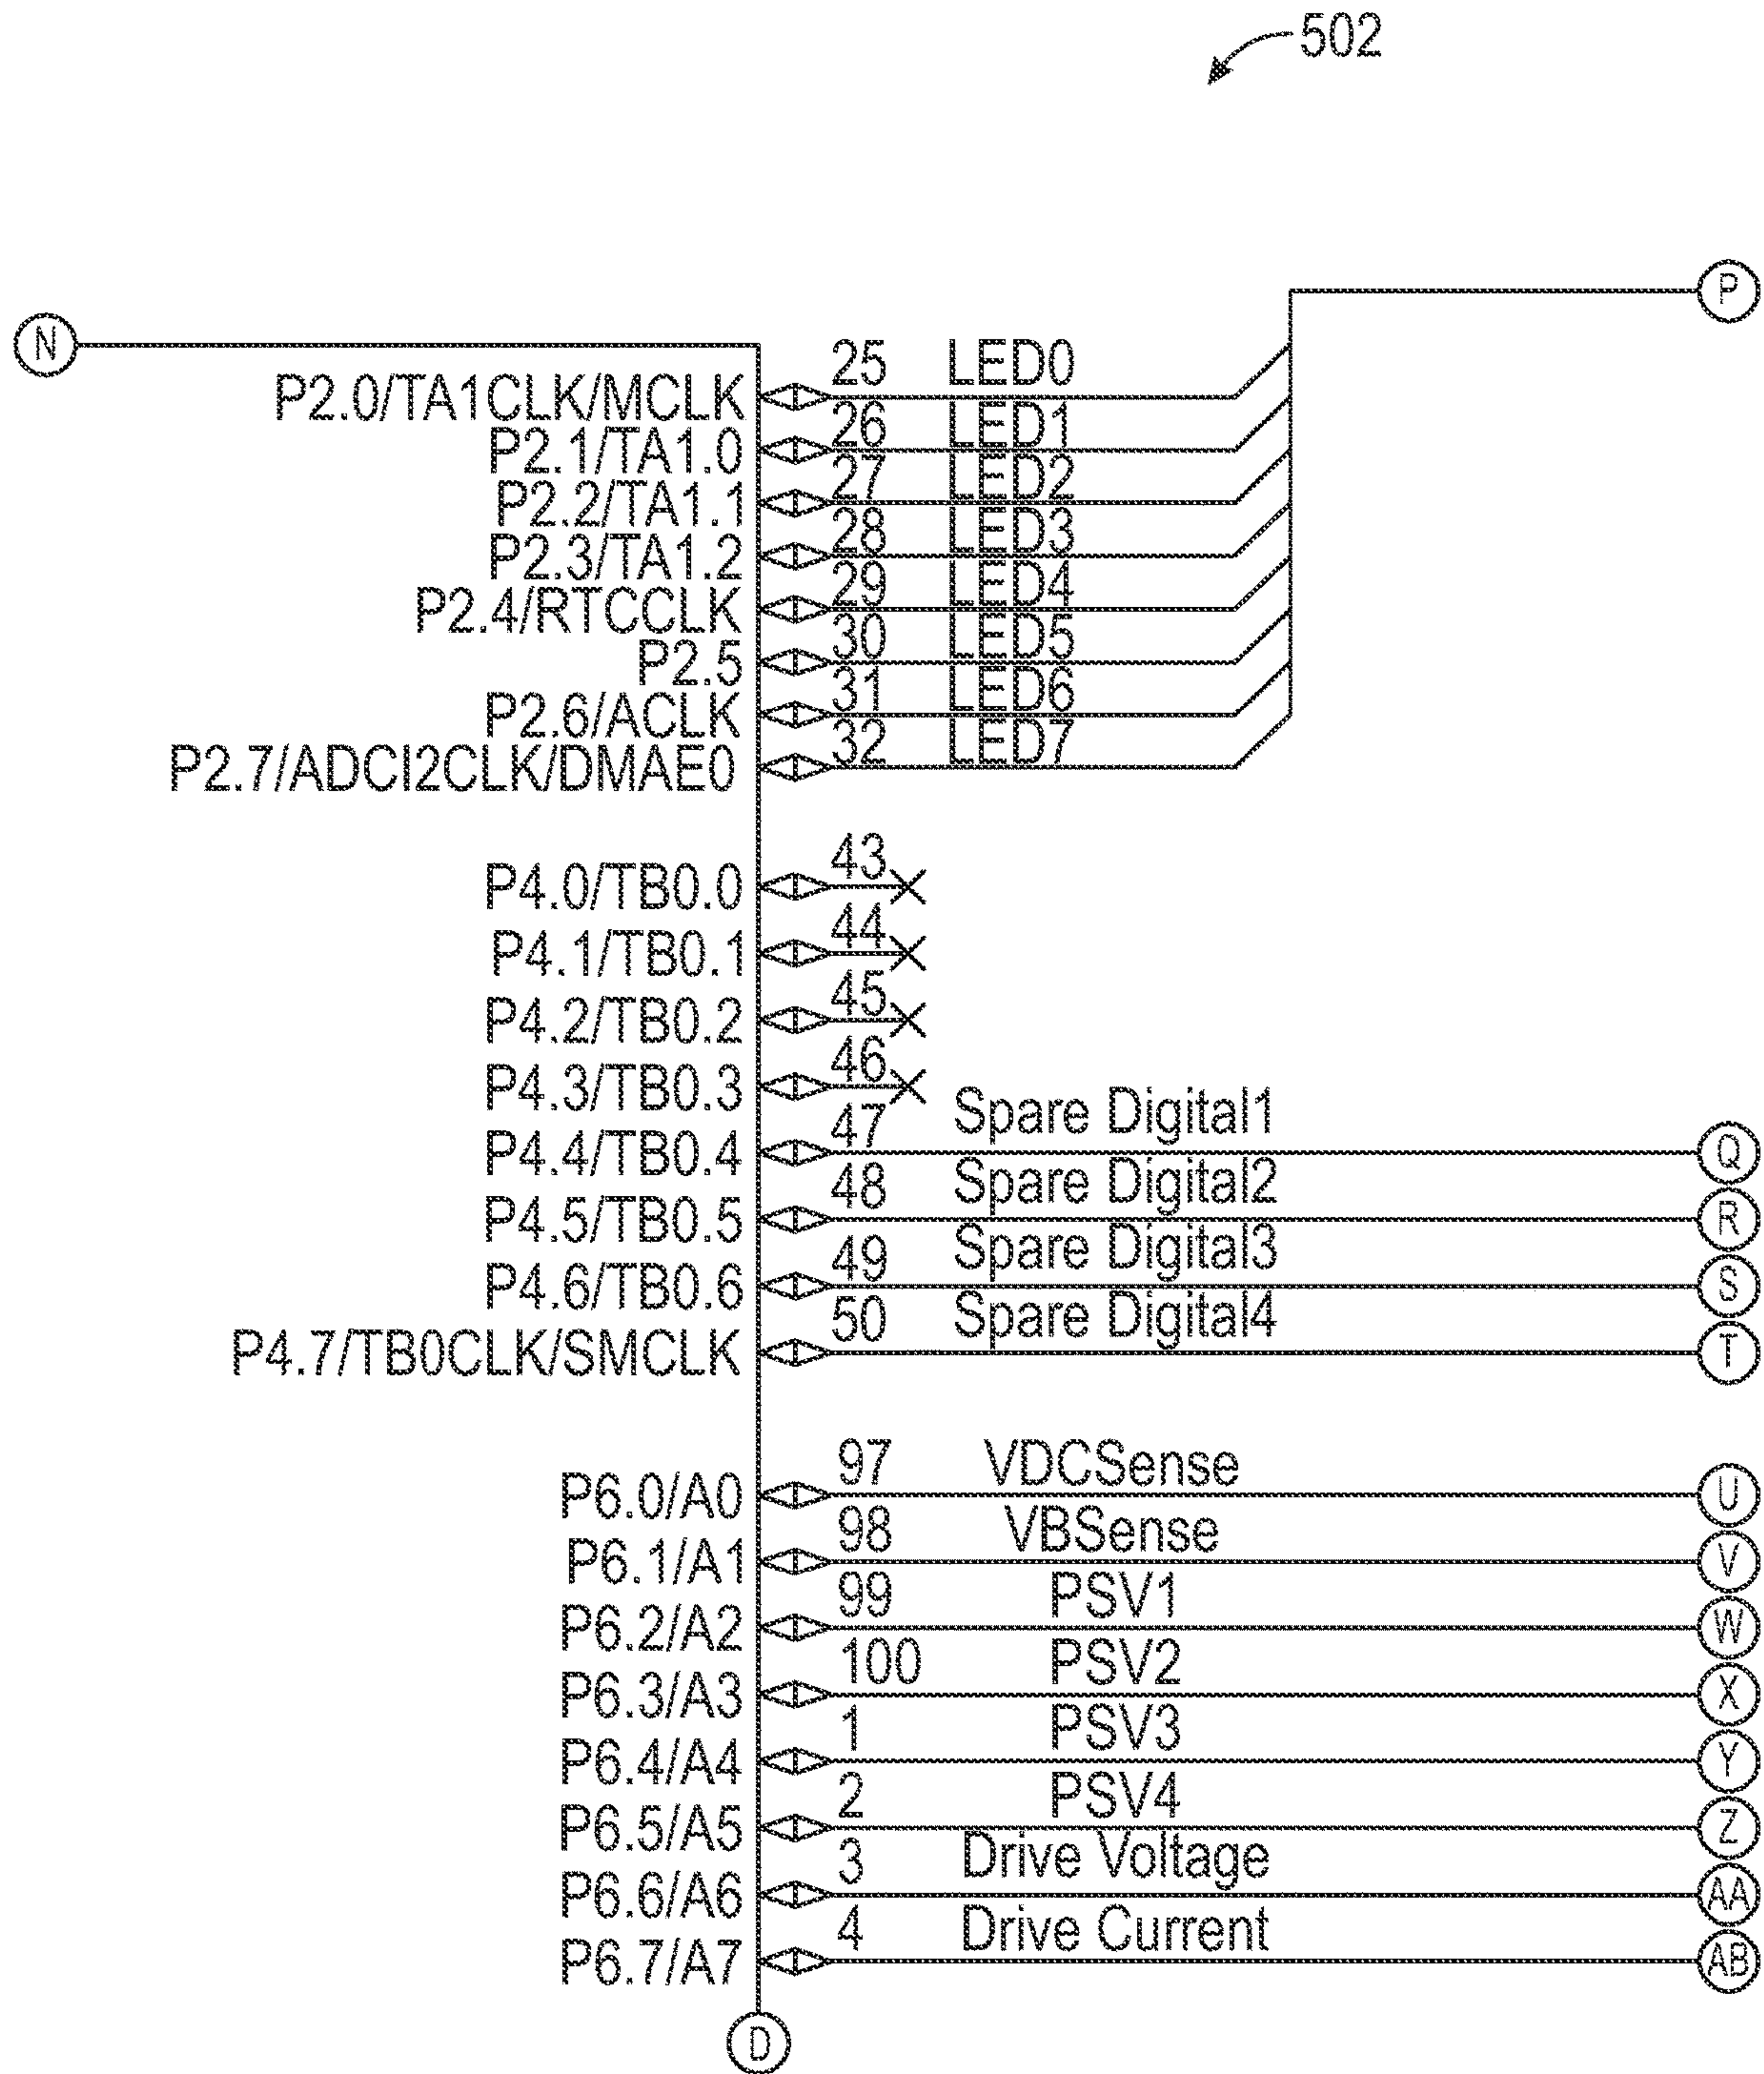 502
P
N
P2.0/TA1CLK/MCLK 25 LED0
P2.1/TA1.0 26 LED1
P2.2/TA1.1 27 LED2
P2.3/TA1.2 28 LED3
P2.4/RTCCLK 29 LED4
P2.5 30 LED5
P2.6/ACLK 31 LED6
P2.7/ADCI2CLK/DMAE0 32 LED7
P4.0/TB0.0 43
P4.1/TB0.1 44
P4.2/TB0.2 45
P4.3/TB0.3 46
P4.4/TB0.4 47 Spare Digital1 Q
P4.5/TB0.5 48 Spare Digital2 R
P4.6/TB0.6 49 Spare Digital3 S
P4.7/TB0CLK/SMCLK 50 Spare Digital4 T
P6.0/A0 97 VDCSense U
P6.1/A1 98 VBSense V
P6.2/A2 99 PSV1 W
P6.3/A3 100 PSV2 X
P6.4/A4 1 PSV3 Y
P6.5/A5 2 PSV4 Z
P6.6/A6 3 Drive Voltage AA
P6.7/A7 4 Drive Current AB
D